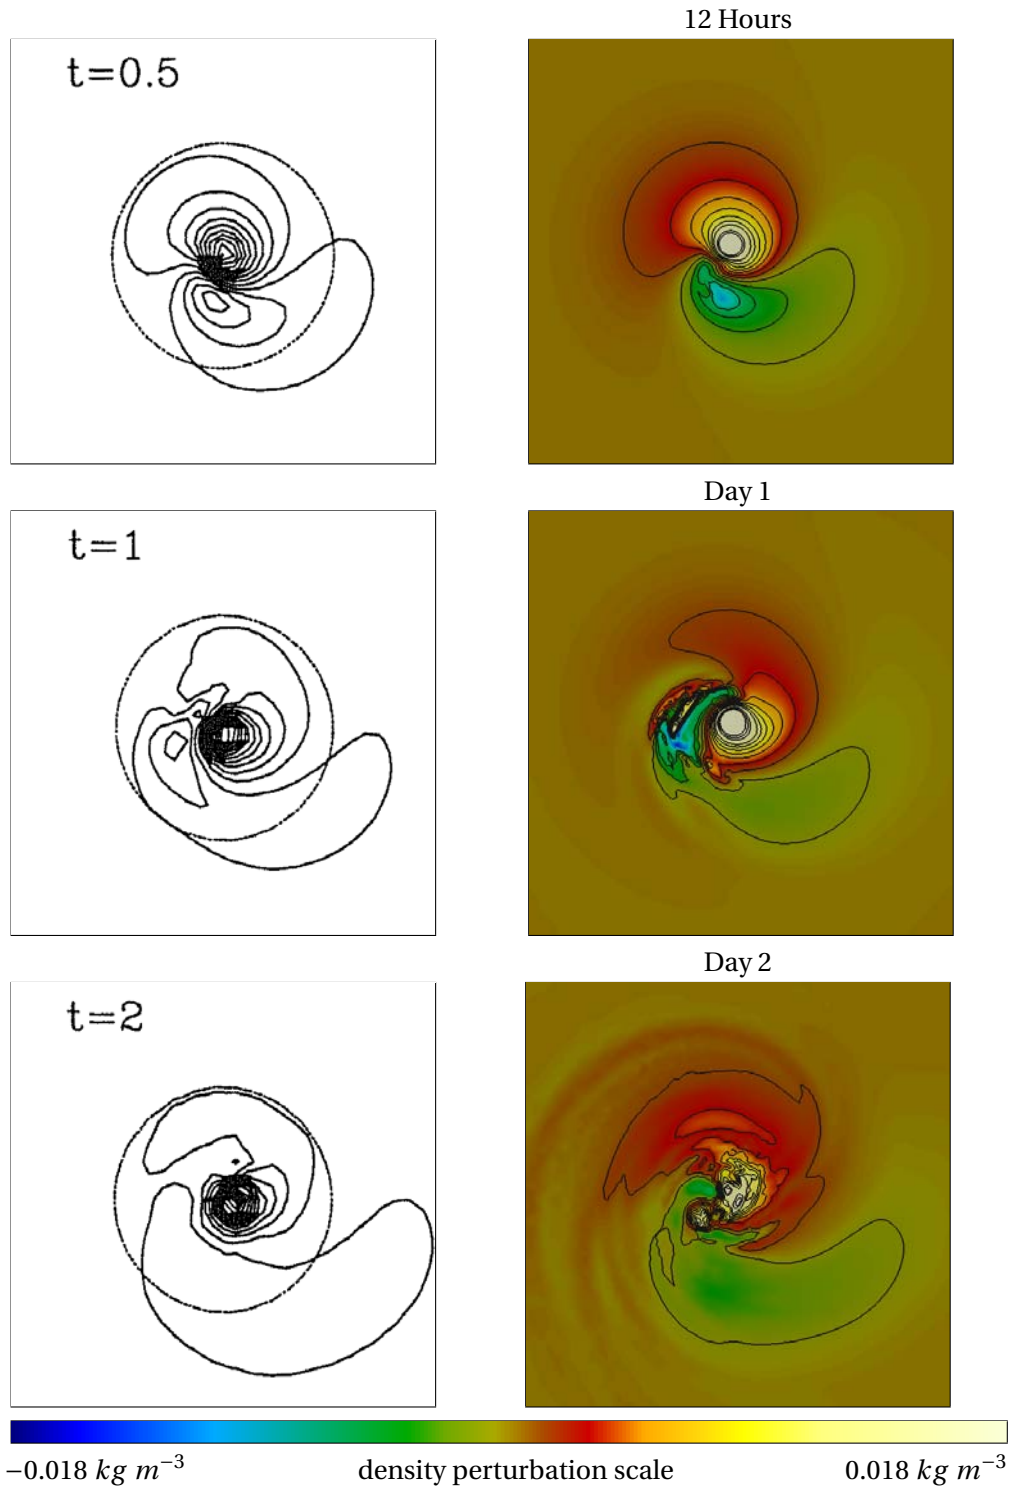 12 Hours
t=0.5
Day 1
t=1
Day 2
t=2
−0.018 kg m⁻³ density perturbation scale 0.018 kg m⁻³